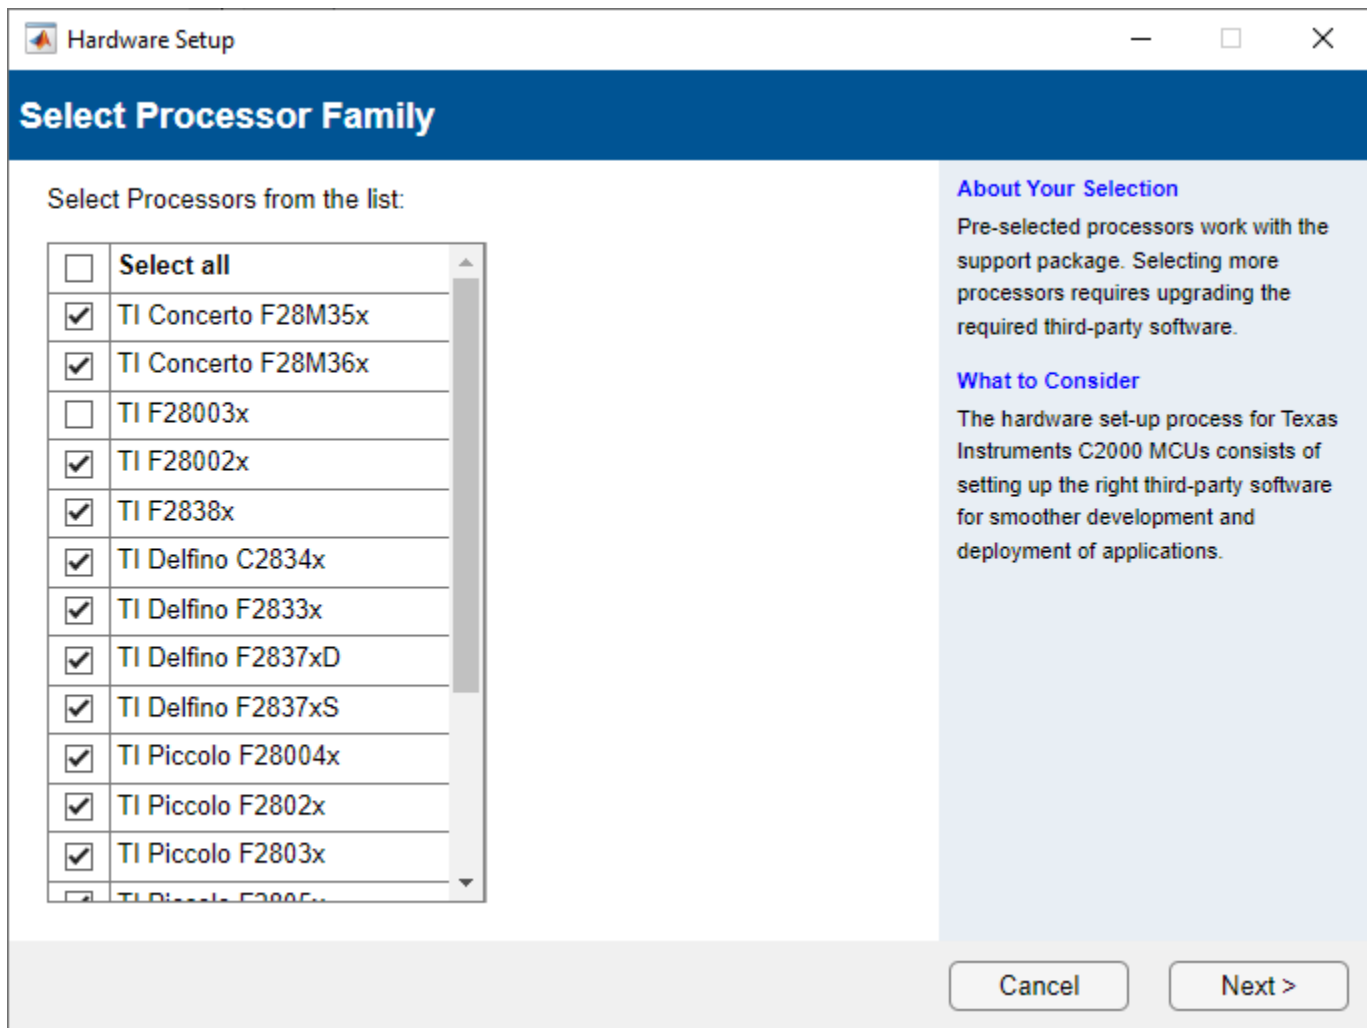 Hardware Setup
Select Processor Family
Select Processors from the list:
Select all
TI Concerto F28M35x
TI Concerto F28M36x
TI F28003x
TI F28002x
TI F2838x
TI Delfino C2834x
TI Delfino F2833x
TI Delfino F2837xD
TI Delfino F2837xS
TI Piccolo F28004x
TI Piccolo F2802x
TI Piccolo F2803x
TI Piccolo F2805x
About Your Selection
Pre-selected processors work with the
support package. Selecting more
processors requires upgrading the
required third-party software.
What to Consider
The hardware set-up process for Texas
Instruments C2000 MCUs consists of
setting up the right third-party software
for smoother development and
deployment of applications.
Cancel
Next >